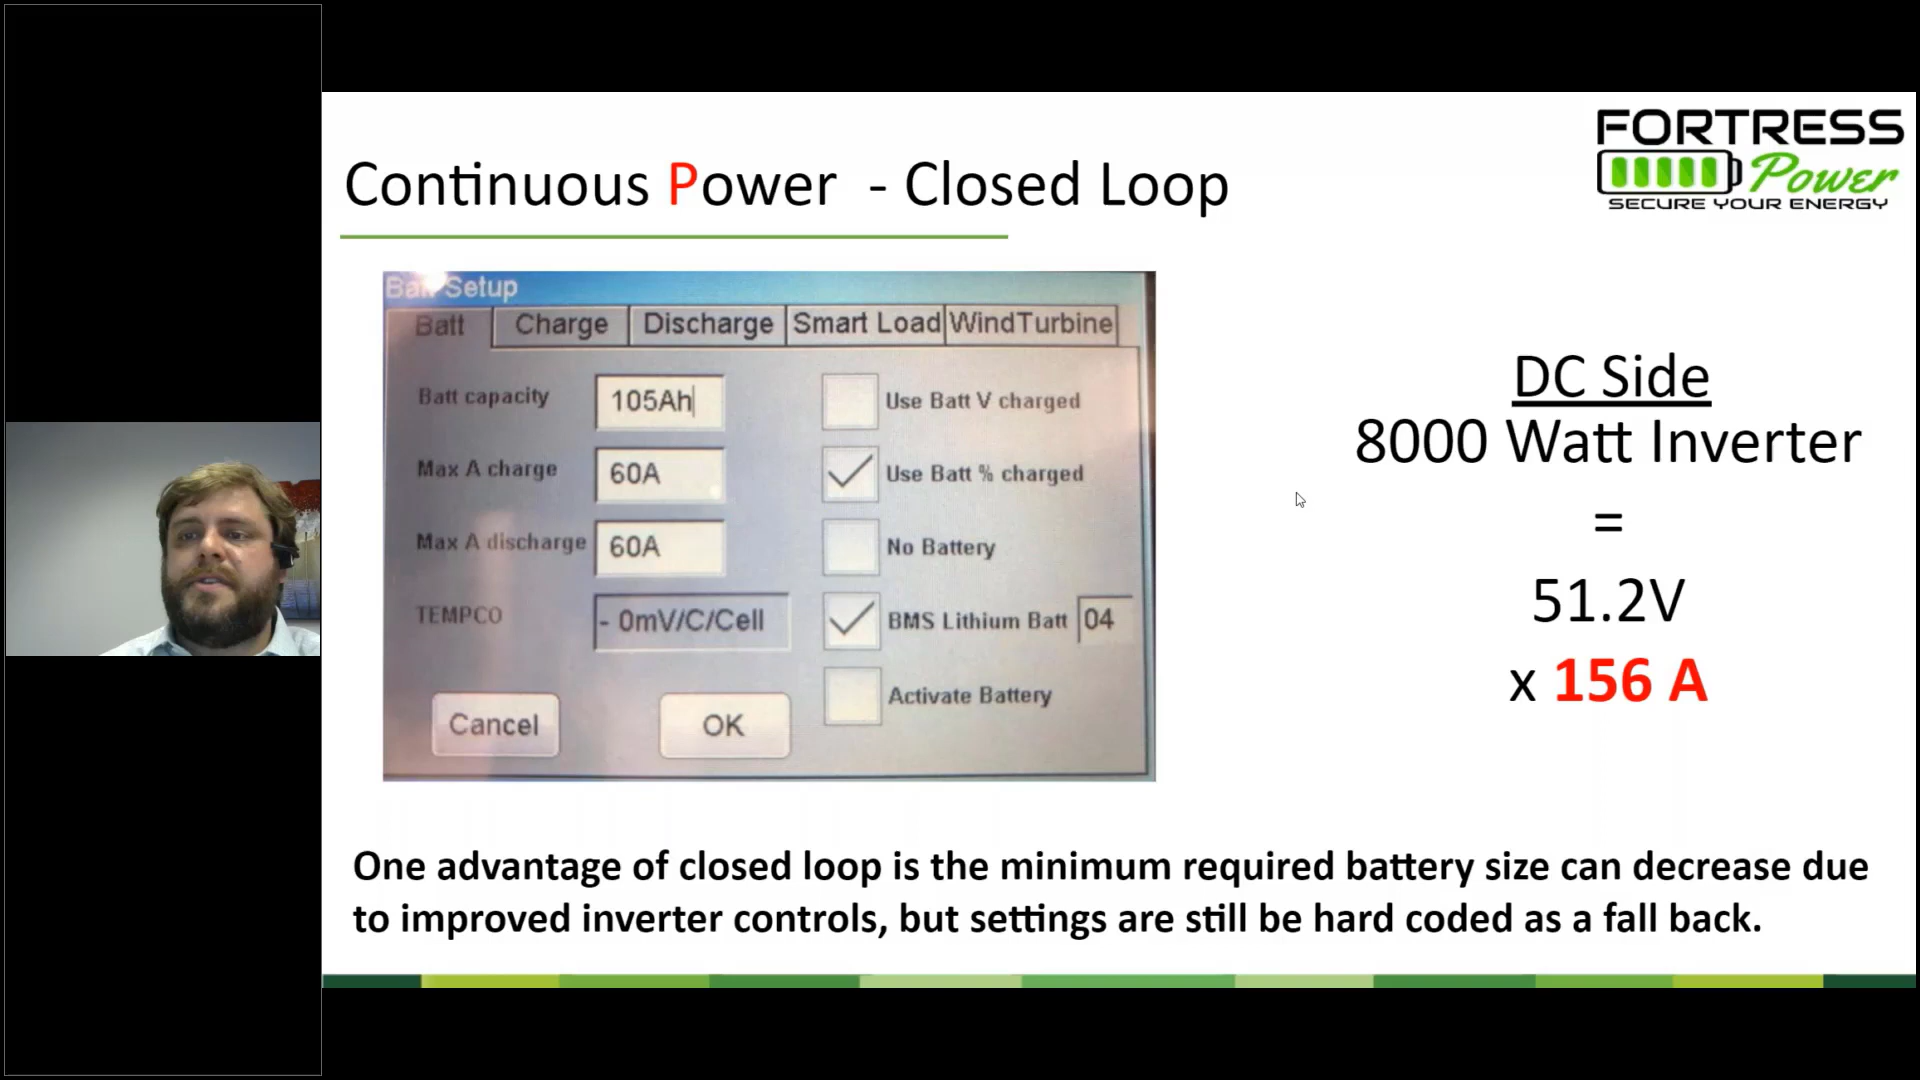 FORTRESS
Power
SECURE YOUR ENERGY
Continuous Power - Closed Loop
Batt Setup
Batt
Charge
Discharge
Smart Load
WindTurbine
Batt capacity 105Ah
Use Batt V charged
Max A charge 60A
Use Batt % charged
Max A discharge 60A
No Battery
TEMPCO - 0mV/C/Cell
BMS Lithium Batt 04
Activate Battery
Cancel
OK
DC Side
8000 Watt Inverter
=
51.2V
x 156 A
One advantage of closed loop is the minimum required battery size can decrease due
to improved inverter controls, but settings are still be hard coded as a fall back.